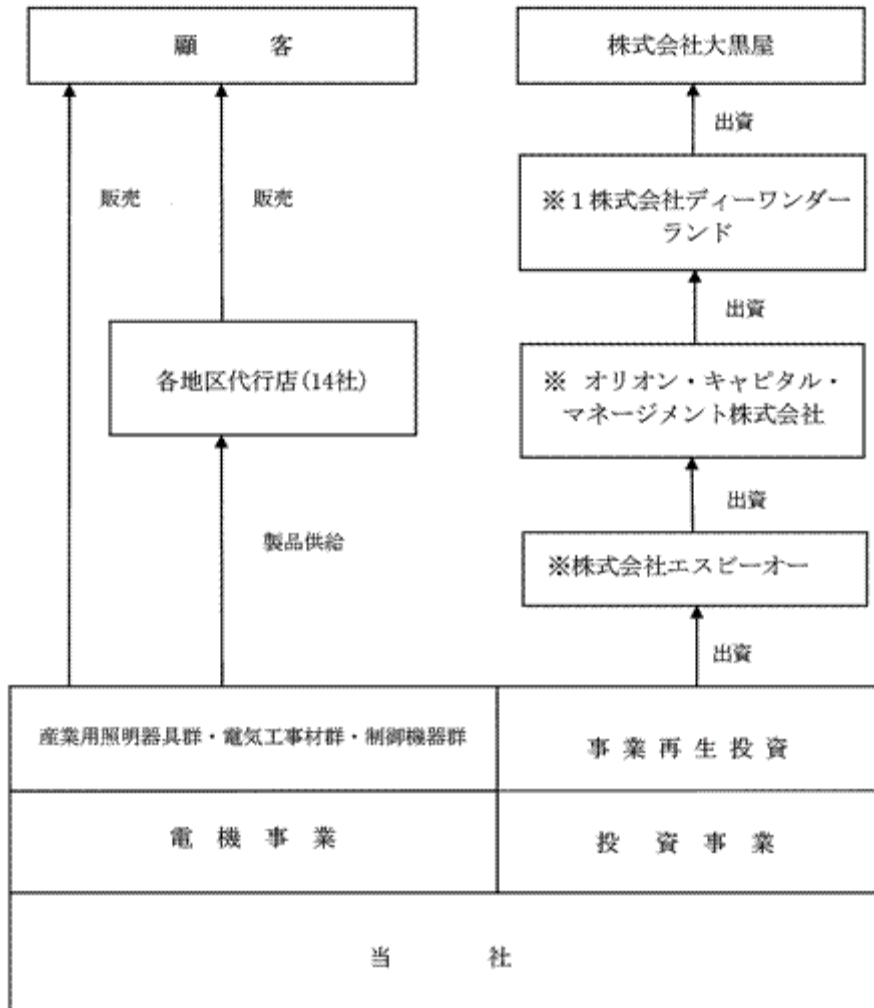 顧客
株式会社大黒屋
出資
販売
販売
※1株式会社ディーワンダー
ランド
出資
各地区代行店(14社)
※ オリオン・キャピタル・
マネージメント株式会社
出資
製品供給
※株式会社エスビーオー
出資
産業用照明器具群・電気工事材群・制御機器群
事業再生投資
電機事業
投資事業
当社